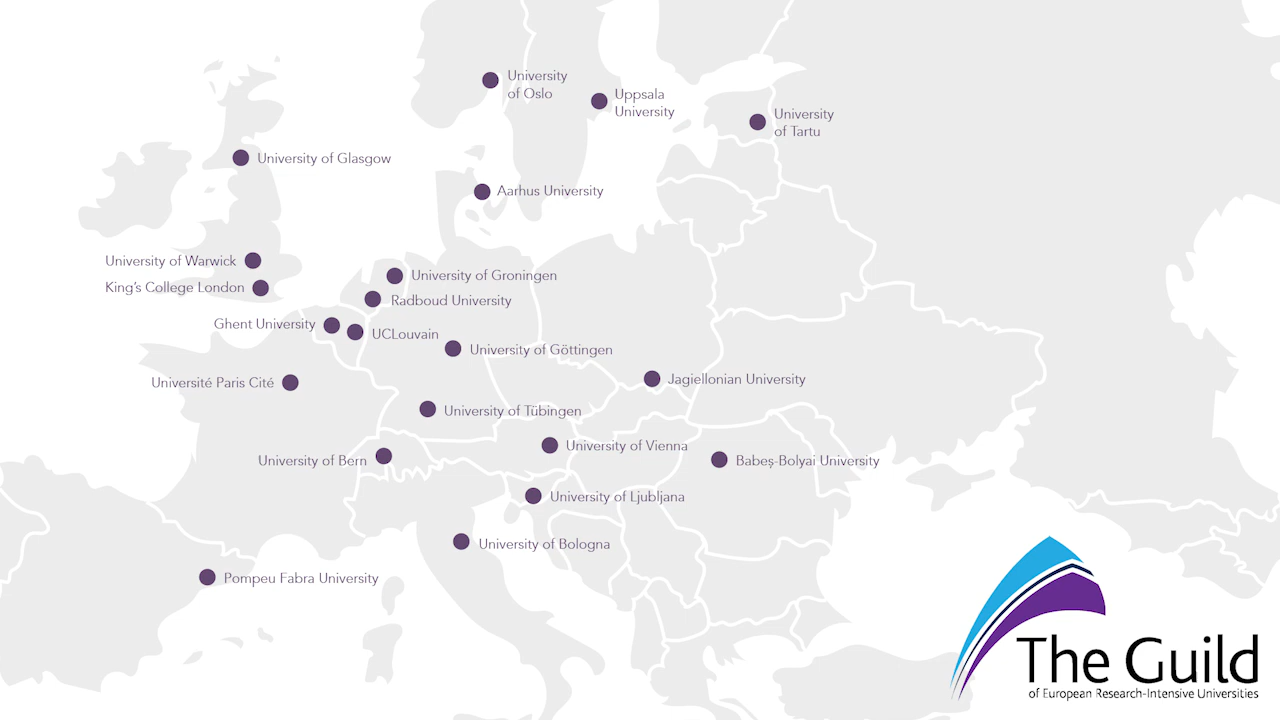 University
of Oslo
Uppsala
University
University
of Tartu
University of Glasgow
Aarhus University
University of Warwick
University of Groningen
King's College London
Radboud University
Ghent University
UCLouvain
University of Göttingen
Université Paris Cité
Jagiellonian University
University of Tübingen
University of Vienna
University of Bern
Babeș-Bolyai University
University of Ljubljana
University of Bologna
Pompeu Fabra University
The Guild
of European Research-Intensive Universities